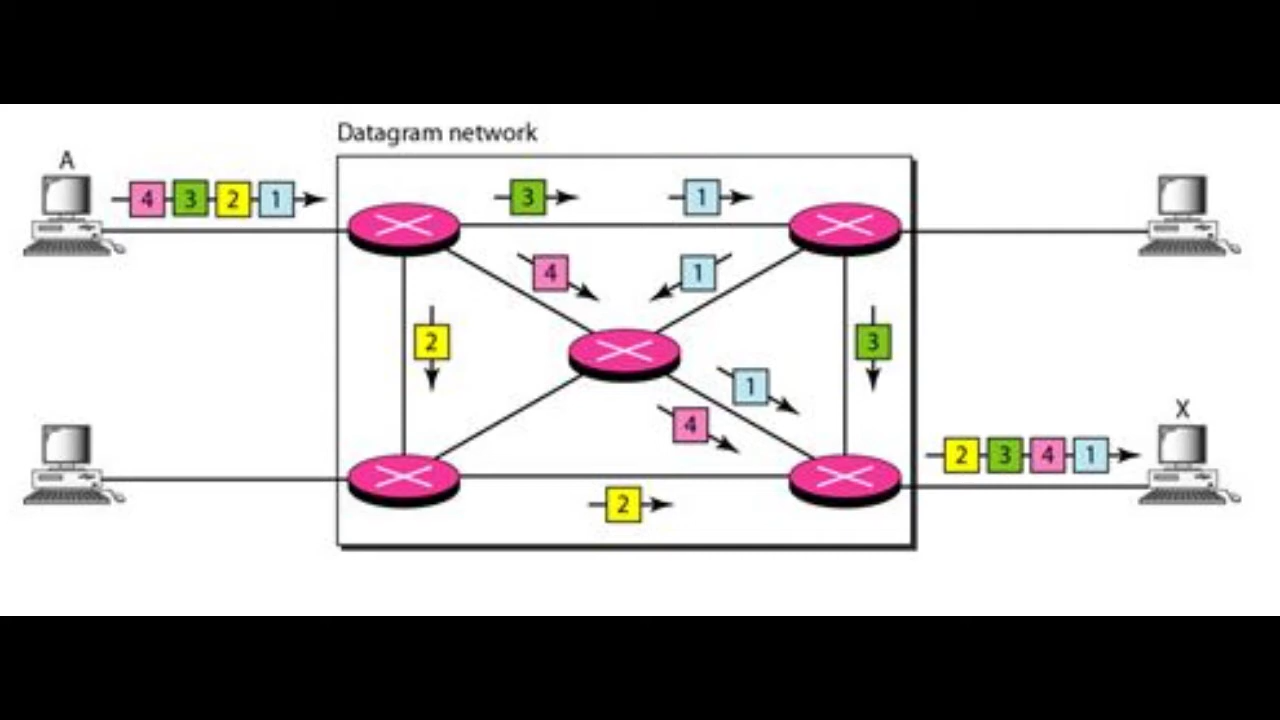 Datagram network
A
4 3 2 1
3 1
4 1
2 3
1
4
X
2 3 4 1
2